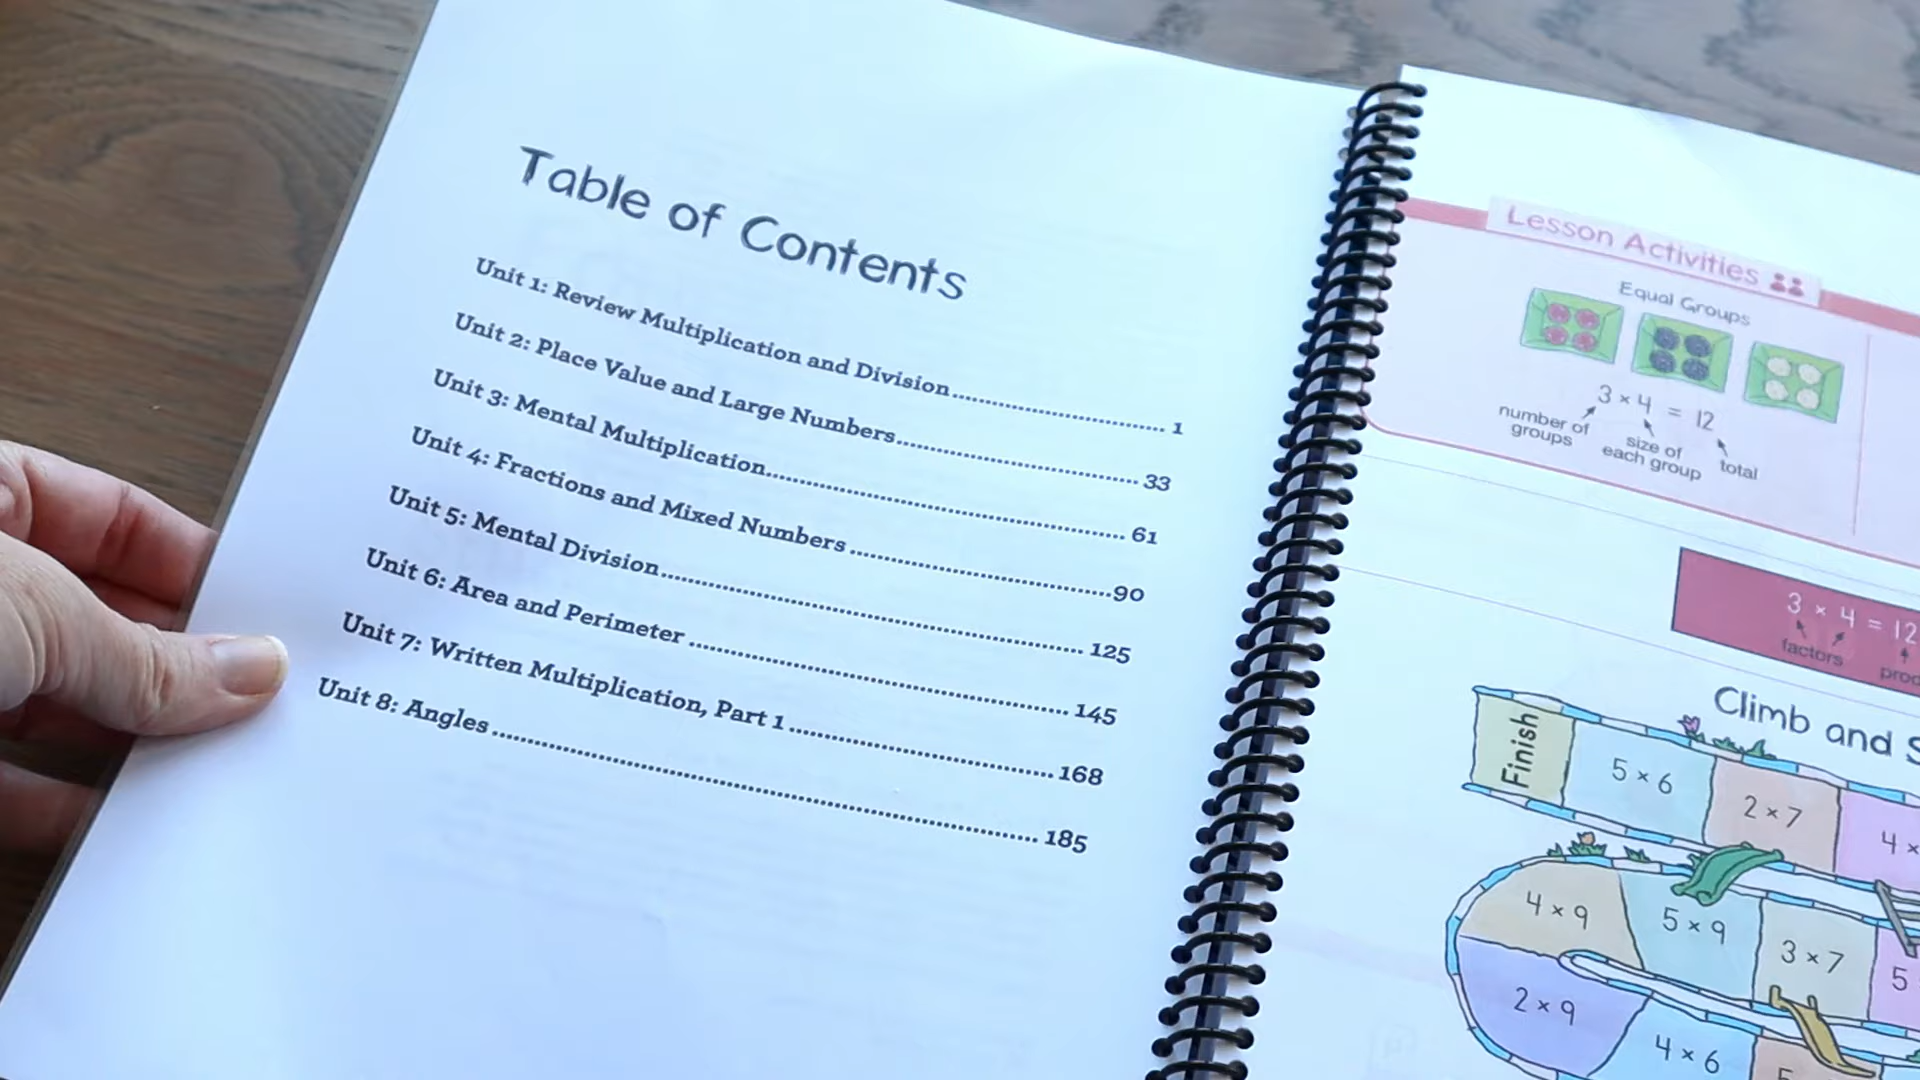 Table of Contents
Unit 1: Review Multiplication and Division 1
Unit 2: Place Value and Large Numbers 33
Unit 3: Mental Multiplication 61
Unit 4: Fractions and Mixed Numbers 90
Unit 5: Mental Division 125
Unit 6: Area and Perimeter 145
Unit 7: Written Multiplication, Part 1 168
Unit 8: Angles 185
Lesson Activities
Equal Groups
3 × 4 = 12
number of groups
size of each group
total
3 × 4 = 12
factors
Climb and
Finish
5 × 6
2 × 7
4 ×
4 × 9
5 × 9
3 × 7
5
2 × 9
4 × 6